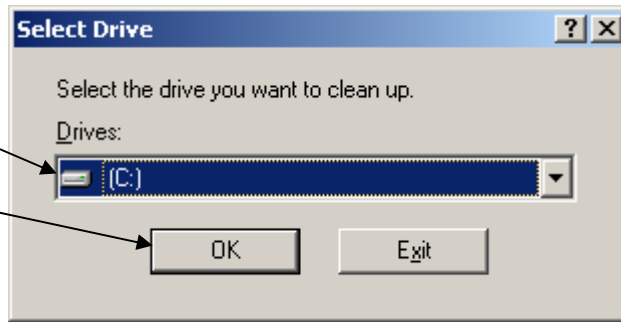 Select Drive
Select the drive you want to clean up.
Drives:
(C:)
OK Exit